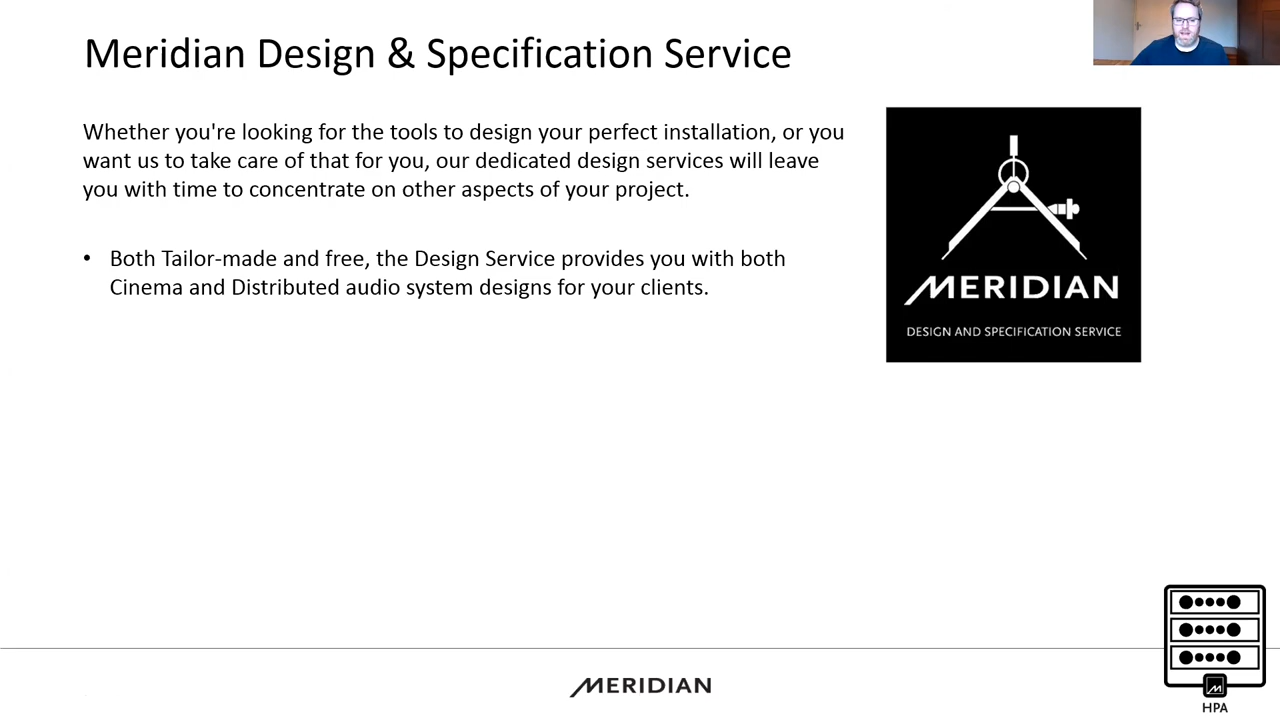 Meridian Design & Specification Service
Whether you're looking for the tools to design your perfect installation, or you
want us to take care of that for you, our dedicated design services will leave
you with time to concentrate on other aspects of your project.
• Both Tailor-made and free, the Design Service provides you with both
Cinema and Distributed audio system designs for your clients.
MERIDIAN
DESIGN AND SPECIFICATION SERVICE
MERIDIAN
HPA